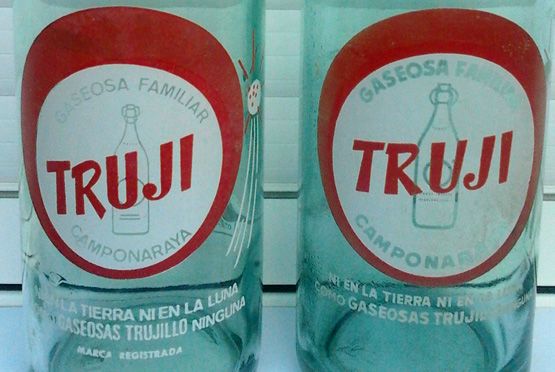 GASEOSA FAMILIAR
TRUJI
CAMPONARAYA
LA TIERRA NI EN LA LUNA
GASEOSAS TRUJILLO NINGUNA
MARCA REGISTRADA
GASEOSA
TRUJI
NI EN LA TIERRA NI EN
COMO GASEOSAS